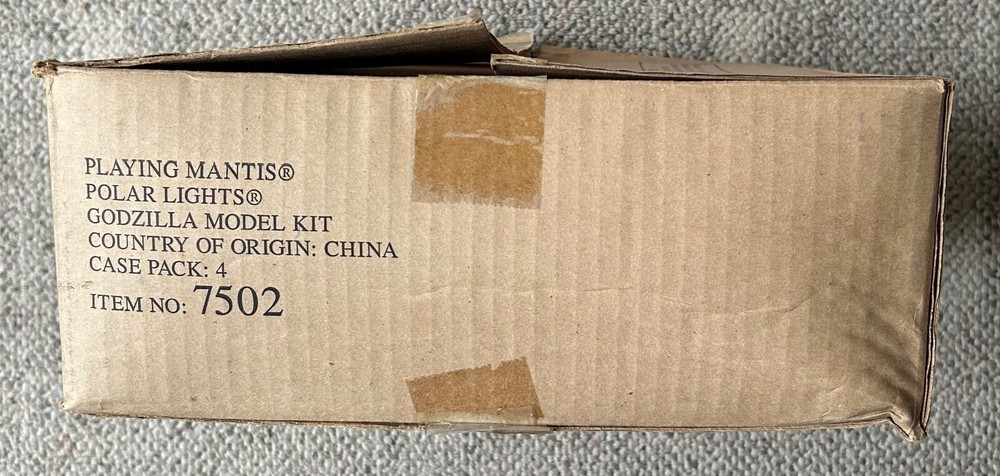 PLAYING MANTIS®
POLAR LIGHTS®
GODZILLA MODEL KIT
COUNTRY OF ORIGIN: CHINA
CASE PACK: 4
ITEM NO: 7502